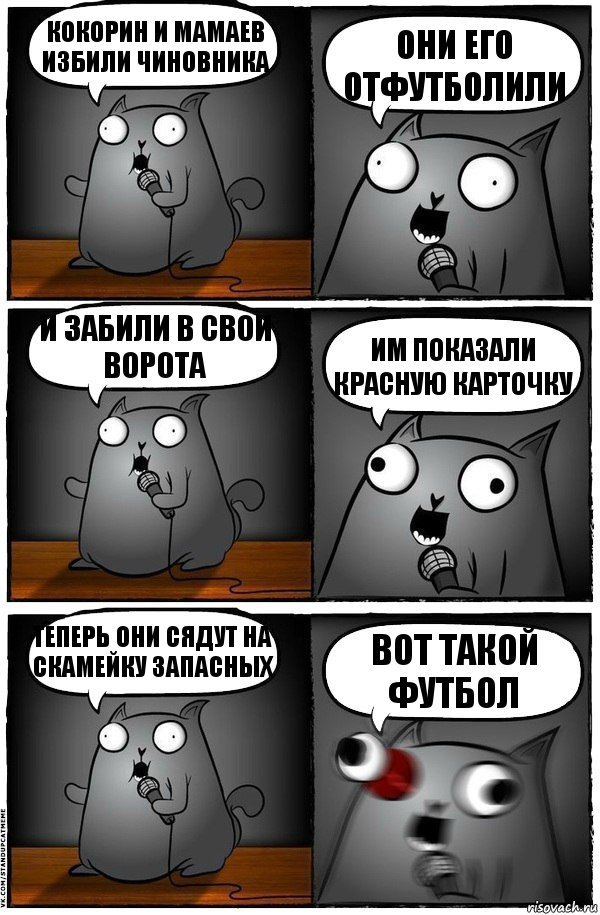 КОКОРИН И МАМАЕВ
ИЗБИЛИ ЧИНОВНИКА
ОНИ ЕГО
ОТФУТБОЛИЛИ
И ЗАБИЛИ В СВОИ
ВОРОТА
ИМ ПОКАЗАЛИ
КРАСНУЮ КАРТОЧКУ
ТЕПЕРЬ ОНИ СЯДУТ НА
СКАМЕЙКУ ЗАПАСНЫХ
ВОТ ТАКОЙ
ФУТБОЛ
VK.COM/STANDUPCATMEME
risovach.ru